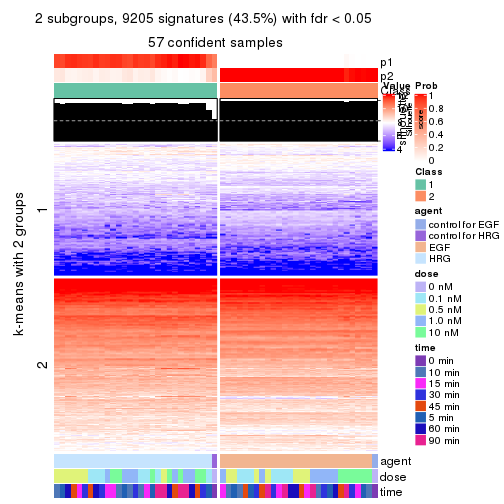 2 subgroups, 9205 signatures (43.5%) with fdr < 0.05
57 confident samples
p1
p2
Class
k-means with 2 groups
1
2
Value
4
Prob
1
0.8
0.6
0.4
0.2
0
Class
1
2
agent
control for EGF
control for HRG
EGF
HRG
dose
0 nM
0.1 nM
0.5 nM
1.0 nM
10 nM
time
0 min
10 min
15 min
30 min
45 min
5 min
60 min
90 min
agent
dose
time